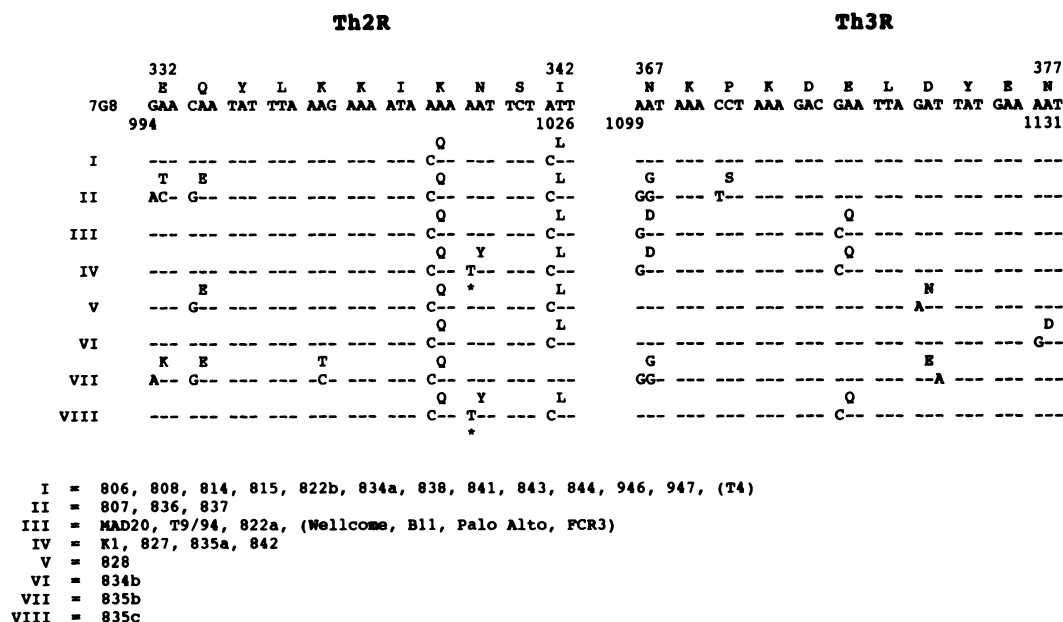 Th2R Th3R
332 342 367 377
E Q Y L K K I K N S I N K P K D E L D Y E N
7G8 GAA CAA TAT TTA AAG AAA ATA AAA AAT TCT ATT AAT AAA CCT AAA GAC GAA TTA GAT TAT GAA AAT
994 1026 1099 1131
Q L
I --- --- --- --- --- --- --- C-- --- --- C-- --- --- --- --- --- --- --- --- --- --- ---
T E Q L G S
II AC- G-- --- --- --- --- --- C-- --- --- C-- GG- --- T-- --- --- --- --- --- --- --- ---
Q L D Q
III --- --- --- --- --- --- --- C-- --- --- C-- G-- --- --- --- --- C-- --- --- --- --- ---
Q Y L D Q
IV --- --- --- --- --- --- --- C-- T-- --- C-- G-- --- --- --- --- C-- --- --- --- --- ---
E Q * L N
V --- G-- --- --- --- --- --- C-- --- --- C-- --- --- --- --- --- --- --- A-- --- --- ---
Q L D
VI --- --- --- --- --- --- --- C-- --- --- C-- --- --- --- --- --- --- --- --- --- --- G--
K E T Q G E
VII A-- G-- --- --- -C- --- --- C-- --- --- --- GG- --- --- --- --- --- --- --A --- --- ---
Q Y L Q
VIII --- --- --- --- --- --- --- C-- T-- --- C-- --- --- --- --- --- C-- --- --- --- --- ---
*
I = 806, 808, 814, 815, 822b, 834a, 838, 841, 843, 844, 946, 947, (T4)
II = 807, 836, 837
III = MAD20, T9/94, 822a, (Wellcome, B11, Palo Alto, FCR3)
IV = K1, 827, 835a, 842
V = 828
VI = 834b
VII = 835b
VIII = 835c